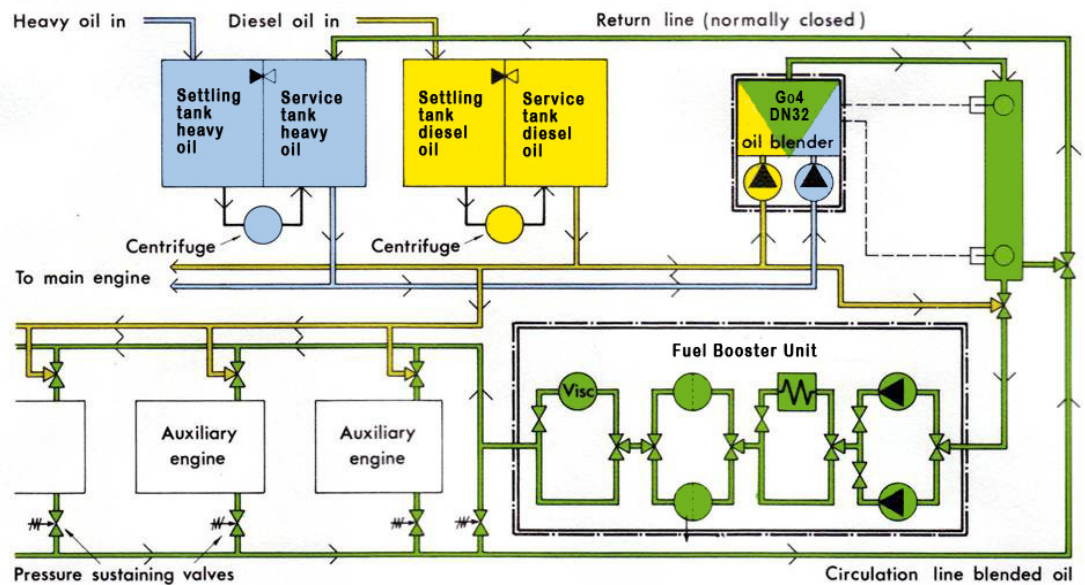 Heavy oil in
Diesel oil in
Return line (normally closed)
Settling
tank
heavy
oil
Service
tank
heavy
oil
Settling
tank
diesel
oil
Service
tank
diesel
oil
Go4
DN32
oil blender
Centrifuge
Centrifuge
To main engine
Fuel Booster Unit
Visc
Auxiliary
engine
Auxiliary
engine
Pressure sustaining valves
Circulation line blended oil